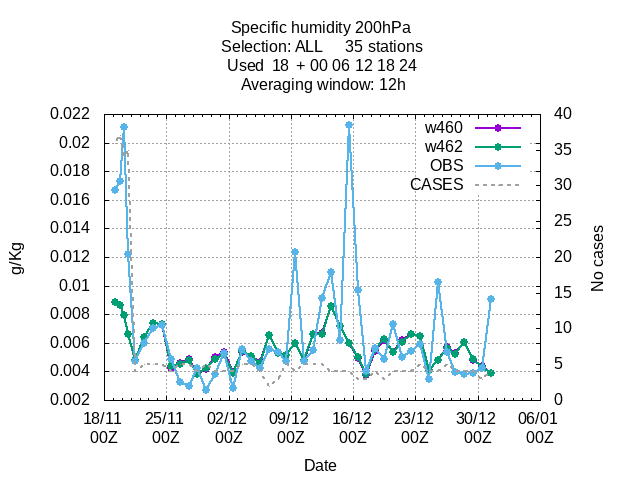 Specific humidity 200hPa
Selection: ALL     35 stations
Used  18  + 00 06 12 18 24
Averaging window: 12h
0.022
0.02
0.018
0.016
0.014
0.012
0.01
0.008
0.006
0.004
0.002
g/Kg
w460
w462
OBS
CASES
40
35
30
25
20
15
10
5
0
No cases
18/11 25/11 02/12 09/12 16/12 23/12 30/12 06/01
00Z 00Z 00Z 00Z 00Z 00Z 00Z 00Z
Date